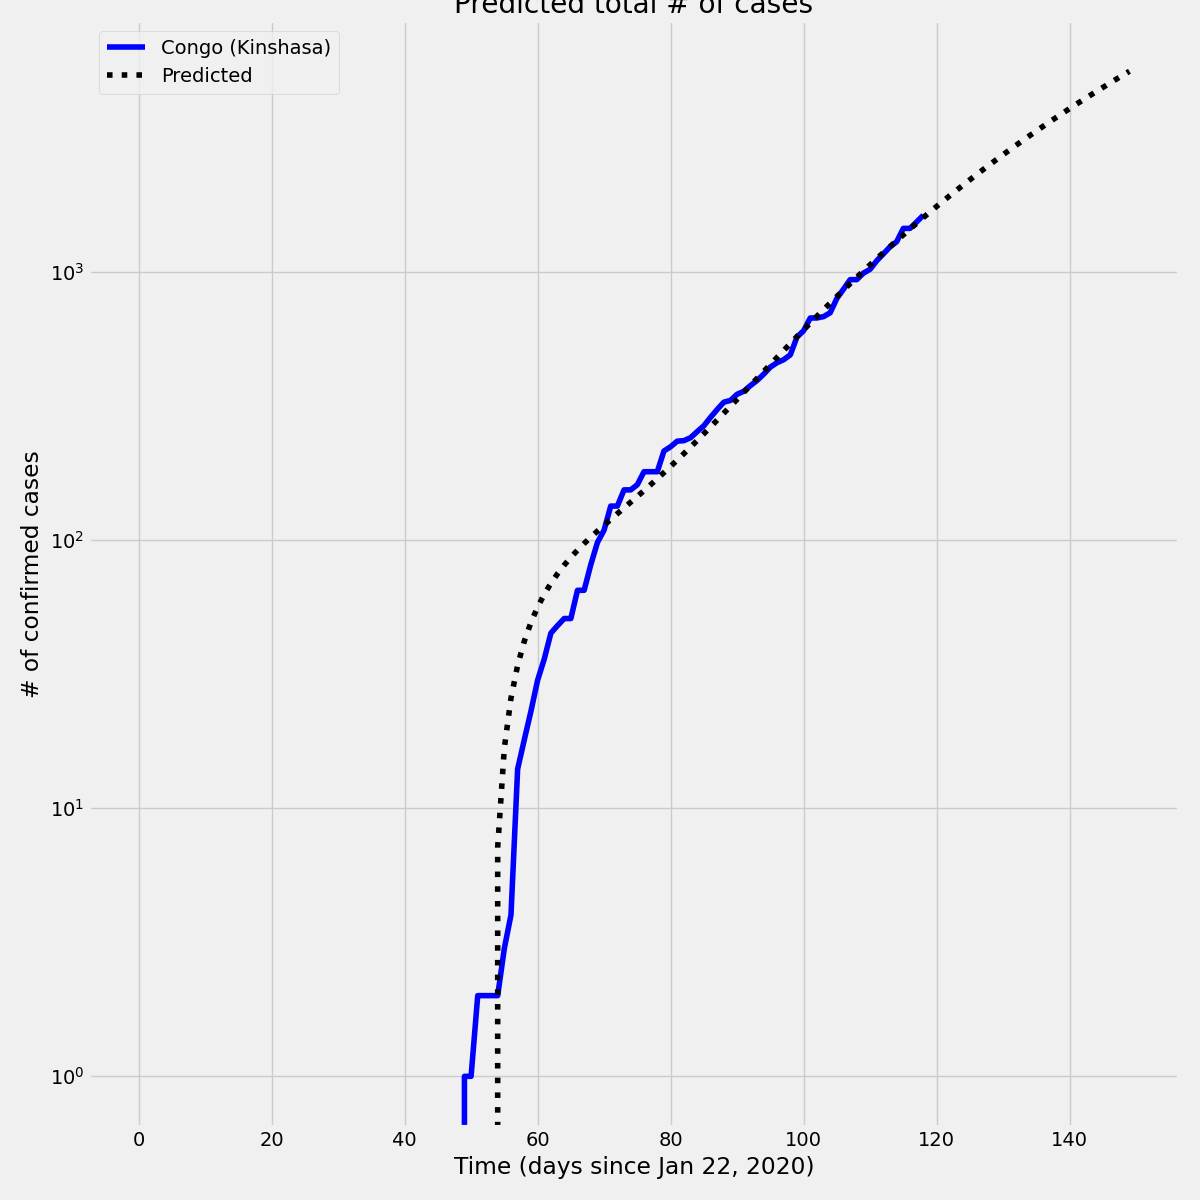 Predicted total # of cases
Congo (Kinshasa)
Predicted
10³
10²
10¹
10⁰
# of confirmed cases
0 20 40 60 80 100 120 140
Time (days since Jan 22, 2020)